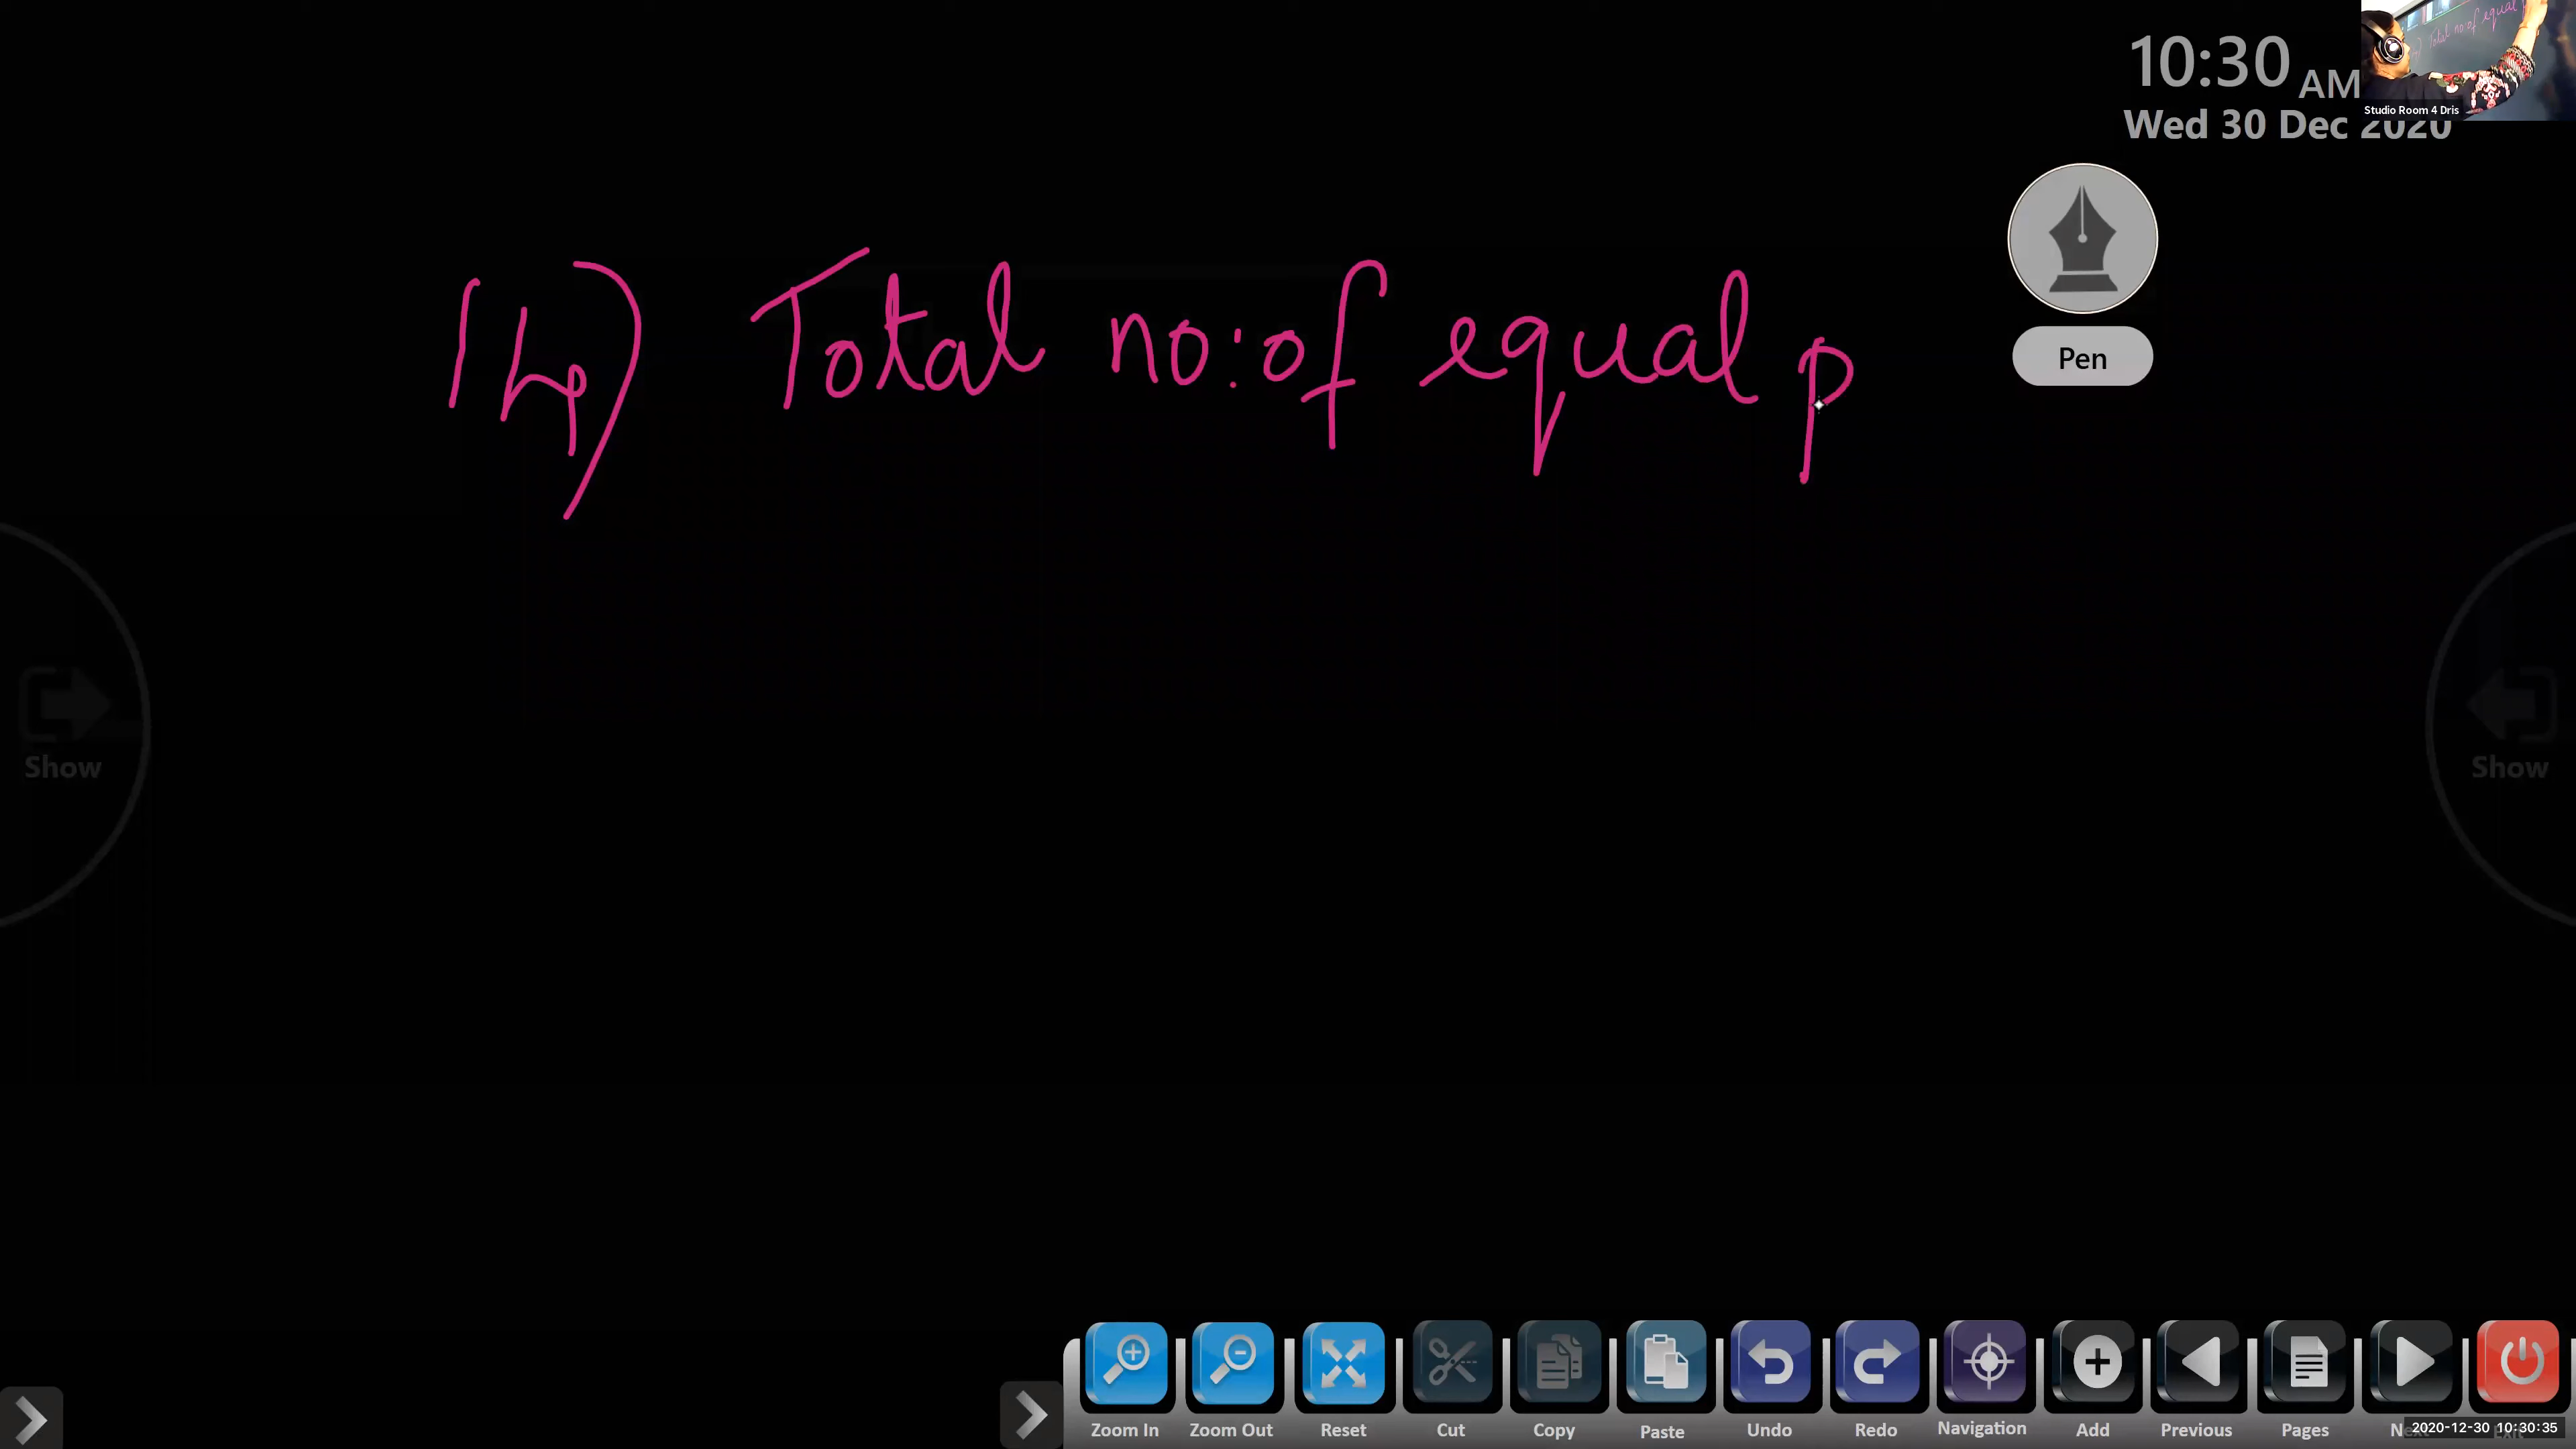 10:30 AM
Studio Room 4 Dris
Wed 30 Dec 2020
14) Total no:of equal p
Pen
Show
Show
Zoom In Zoom Out Reset Cut Copy Paste Undo Redo Navigation Add Previous Pages
2020-12-30 10:30:35